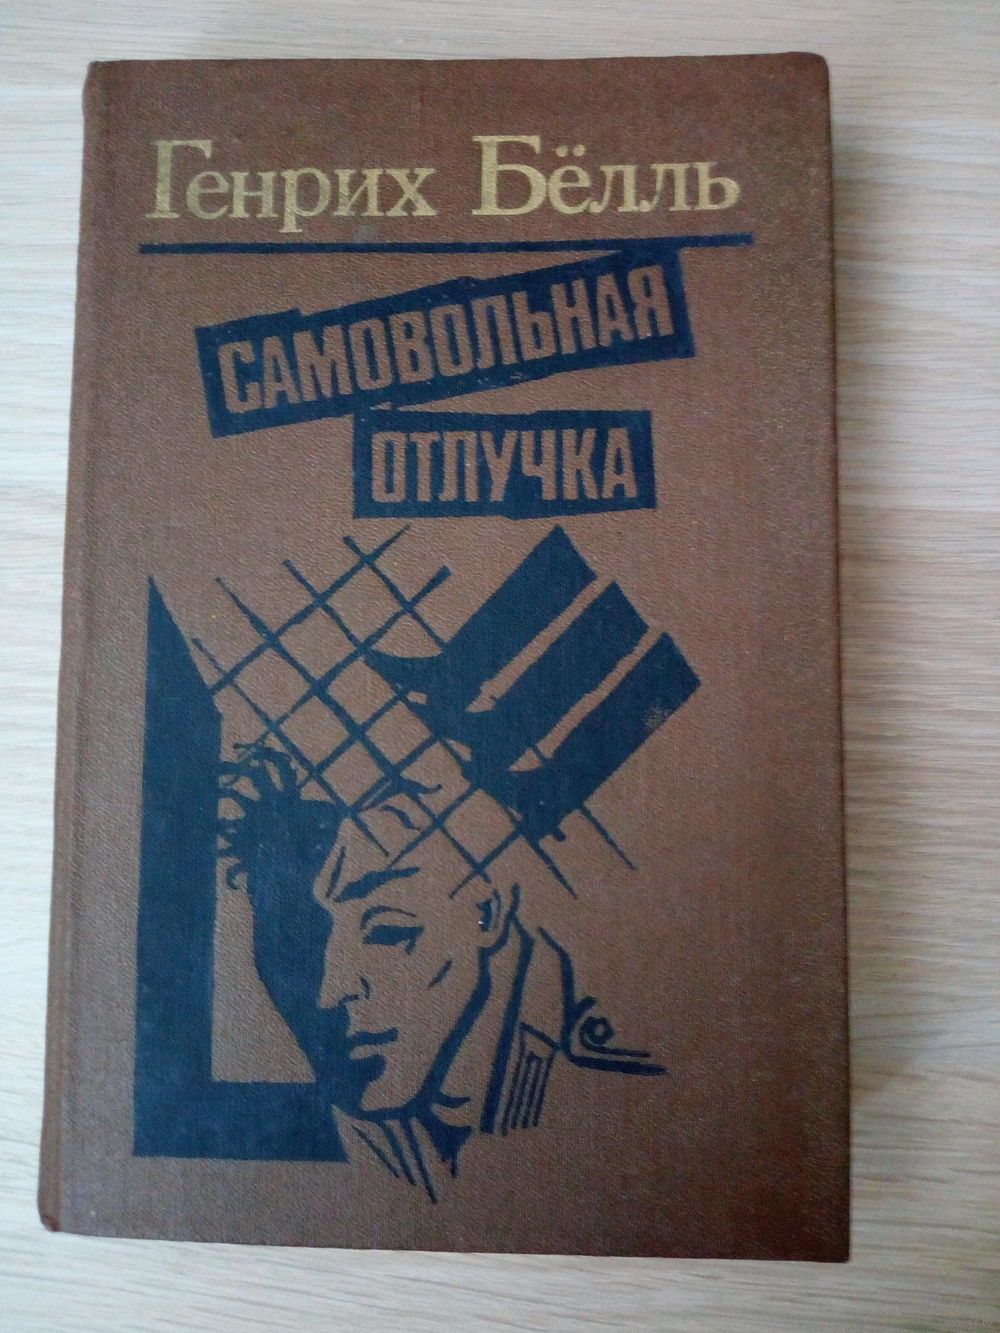 Генрих Бёлль
САМОВОЛЬНАЯ
ОТЛУЧКА